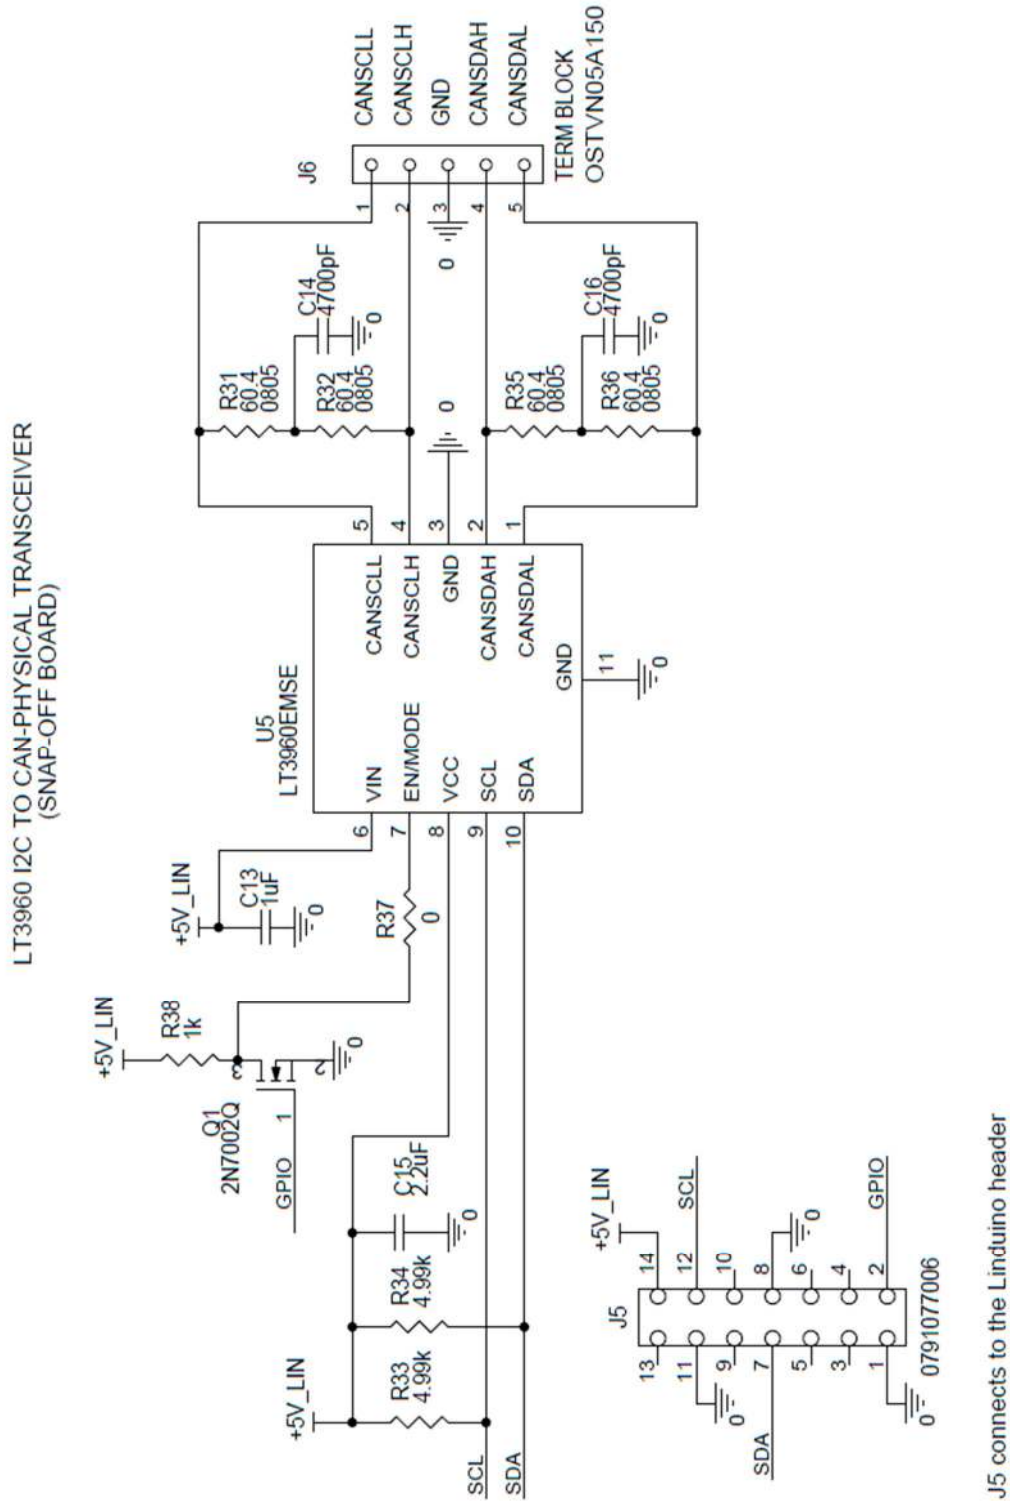 LT3960 I2C TO CAN-PHYSICAL TRANSCEIVER
(SNAP-OFF BOARD)
+5V_LIN
R38
1k
Q1
2N7002Q
3
1
2
0
GPIO
+5V_LIN
C13
1uF
0
R37
0
+5V_LIN
R33
4.99k
R34
4.99k
C15
2.2uF
0
SCL
SDA
U5
LT3960EMSE
6
VIN
7
EN/MODE
8
VCC
9
SCL
10
SDA
5
CANSCLL
4
CANSCLH
3
GND
2
CANSDAH
1
CANSDAL
GND
11
0
0
R31
60.4
0805
R32
60.4
0805
C14
4700pF
0
R35
60.4
0805
R36
60.4
0805
C16
4700pF
0
J6
1
CANSCLL
2
CANSCLH
3
GND
4
CANSDAH
5
CANSDAL
0
TERM BLOCK
OSTVN05A150
+5V_LIN
J5
13
14
11
12
SCL
9
10
7
8
SDA
5
6
3
4
1
2
GPIO
0
0
0
0791077006
J5 connects to the Linduino header